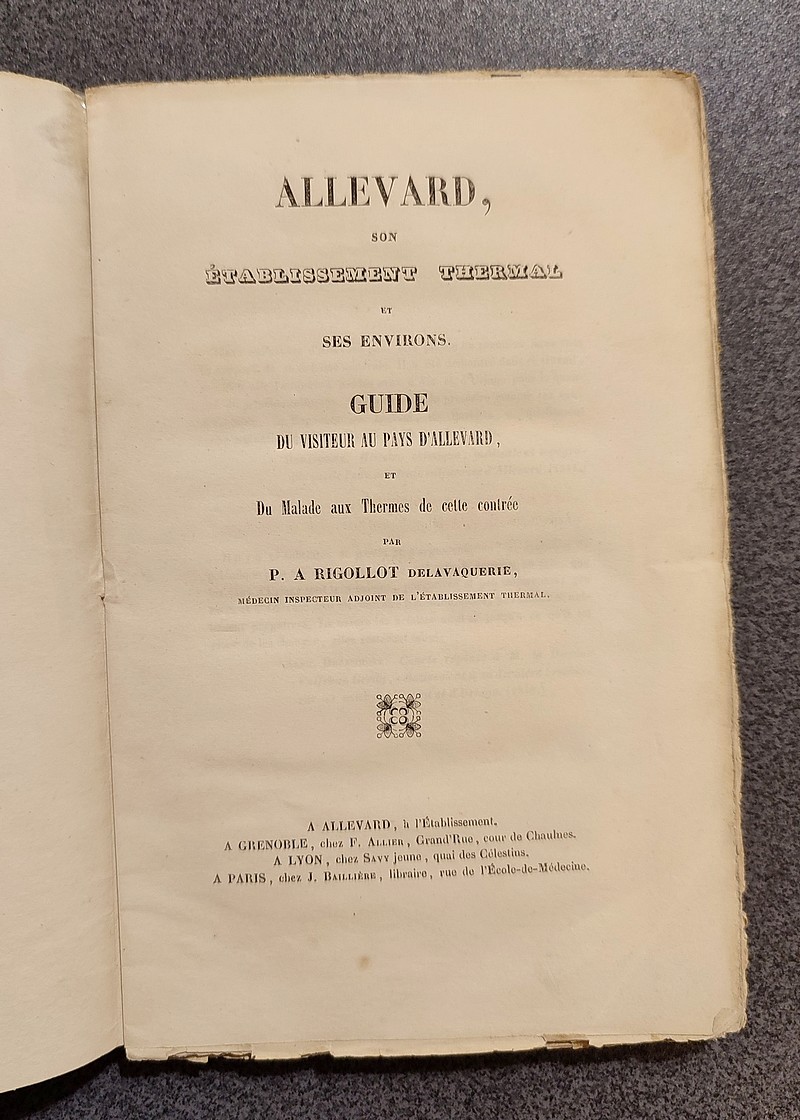 ALLEVARD,
SON
ÉTABLISSEMENT THERMAL
ET
SES ENVIRONS.
GUIDE
DU VISITEUR AU PAYS D'ALLEVARD,
ET
Du Malade aux Thermes de cette contrée
PAR
P. A RIGOLLOT DELAVAQUERIE,
MÉDECIN INSPECTEUR ADJOINT DE L'ÉTABLISSEMENT THERMAL.
A ALLEVARD, à l'Établissement.
A GRENOBLE, chez F. ALLIER, Grand'Rue, cour de Chaulnes.
A LYON, chez SAVY jeune, quai des Célestins.
A PARIS, chez J. BAILLIÈRE, libraire, rue de l'École-de-Médecine.